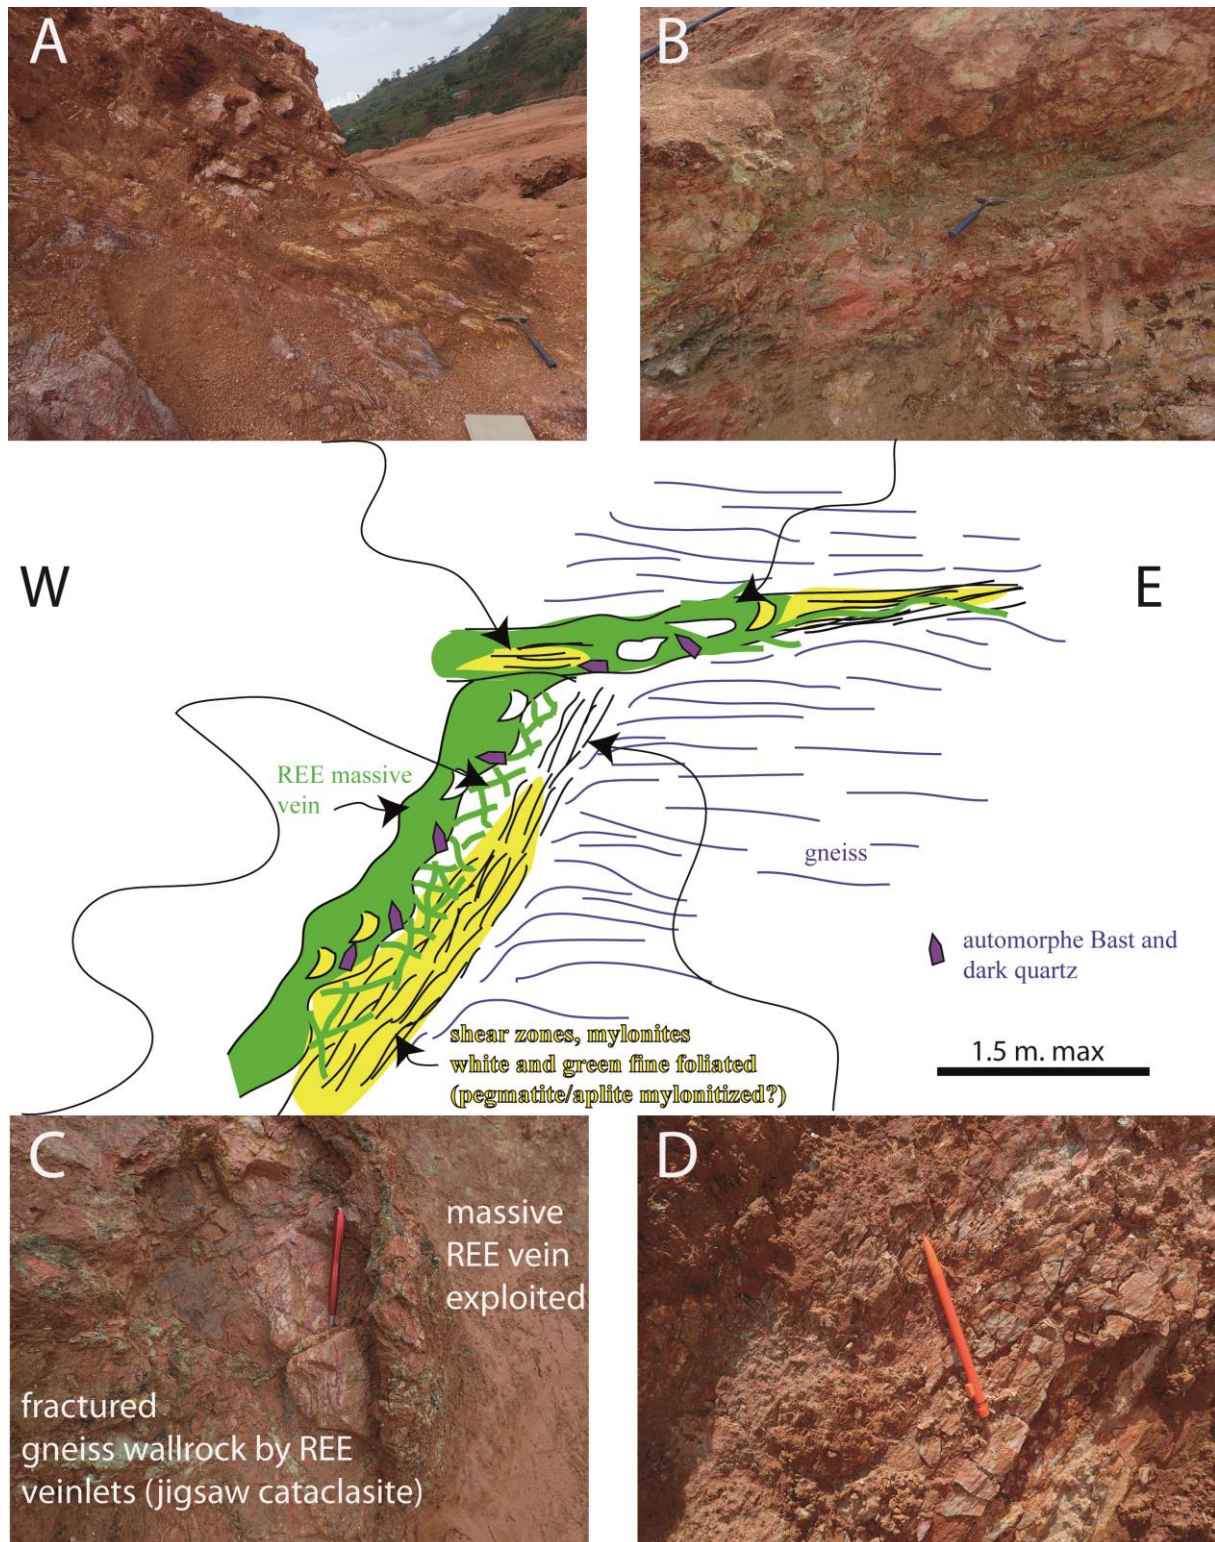 A
B
W
E
REE massive
vein
gneiss
automorphe Bast and
dark quartz
shear zones, mylonites
white and green fine foliated
(pegmatite/aplite mylonitized?)
1.5 m. max
C
massive
REE vein
exploited
fractured
gneiss wallrock by REE
veinlets (jigsaw cataclasite)
D